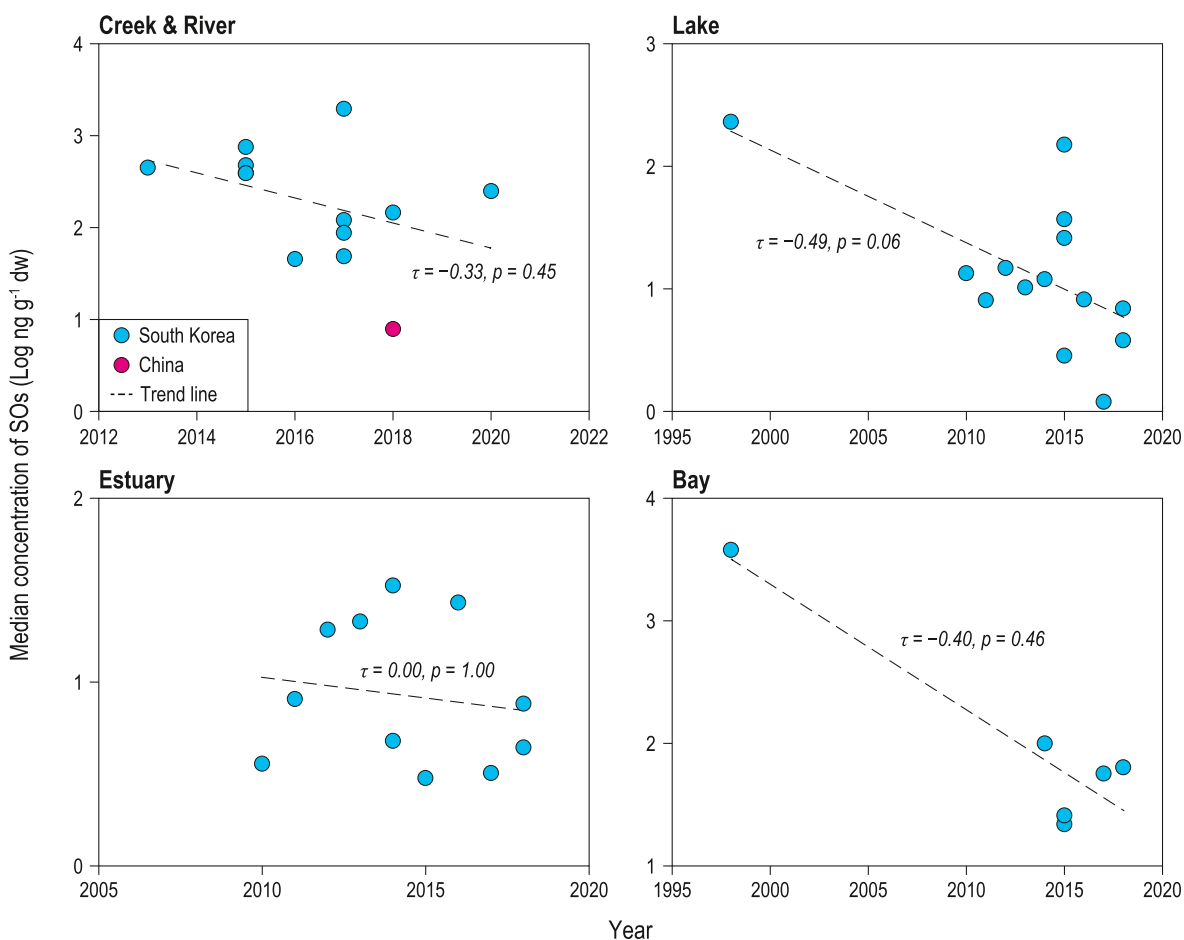 Creek & River
4
3
2
1
0
2012 2014 2016 2018 2020 2022
τ = −0.33, p = 0.45
South Korea
China
Trend line
Lake
3
2
1
0
1995 2000 2005 2010 2015 2020
τ = −0.49, p = 0.06
Estuary
2
1
0
2005 2010 2015 2020
τ = 0.00, p = 1.00
Bay
4
3
2
1
1995 2000 2005 2010 2015 2020
τ = −0.40, p = 0.46
Median concentration of SOs (Log ng g⁻¹ dw)
Year